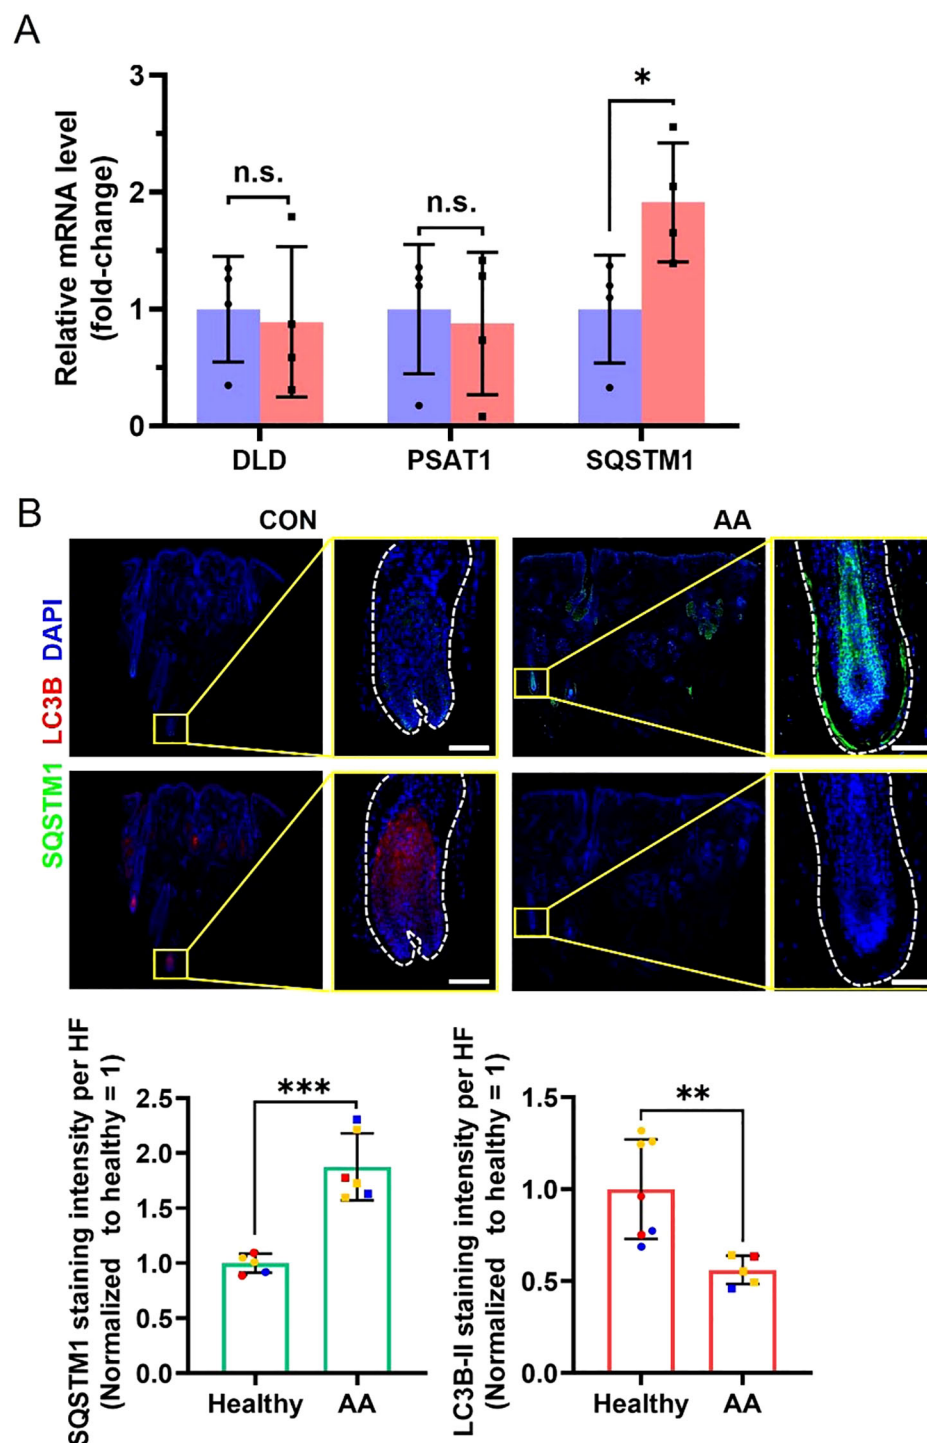 A
Relative mRNA level
(fold-change)
3
2
1
0
n.s.
n.s.
*
DLD
PSAT1
SQSTM1
B
CON
AA
SQSTM1 LC3B DAPI
SQSTM1 staining intensity per HF
(Normalized to healthy = 1)
2.5
2.0
1.5
1.0
0.5
0.0
***
Healthy
AA
LC3B-II staining intensity per HF
(Normalized to healthy = 1)
1.5
1.0
0.5
0.0
**
Healthy
AA